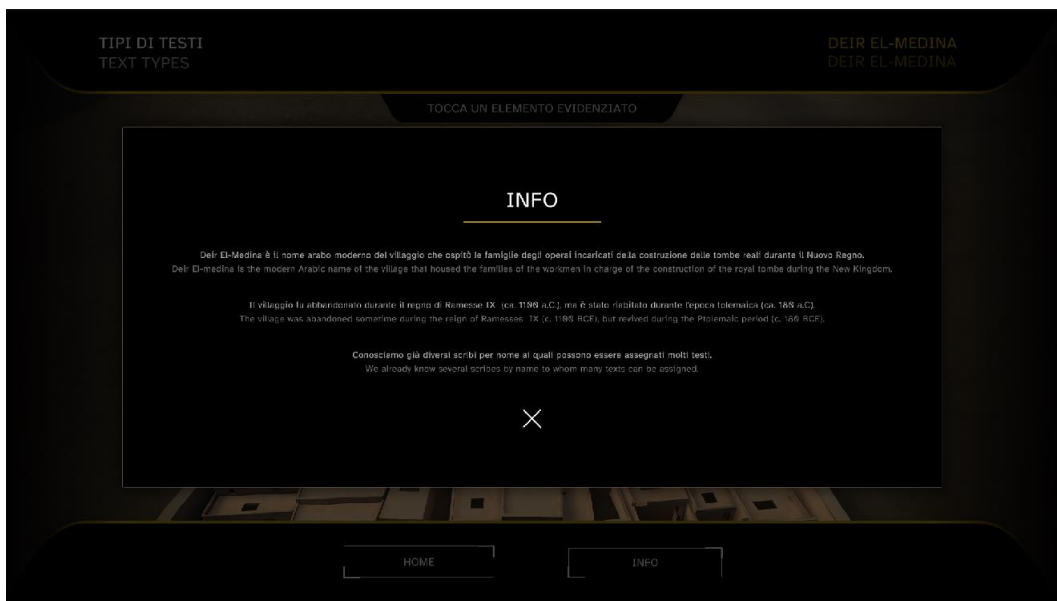 TIPI DI TESTI
TEXT TYPES
DEIR EL-MEDINA
DEIR EL-MEDINA
TOCCA UN ELEMENTO EVIDENZIATO
INFO
Deir El-Medina è il nome arabo moderno del villaggio che ospitò le famiglie degli operai incaricati della costruzione delle tombe reali durante il Nuovo Regno.
Deir El-medina is the modern Arabic name of the village that housed the families of the workmen in charge of the construction of the royal tombs during the New Kingdom.
Il villaggio fu abbandonato durante il regno di Ramesse IX (ca. 1100 a.C.), ma è stato riabitato durante l'epoca tolemaica (ca. 180 a.C).
The village was abandoned sometime during the reign of Ramesses IX (c. 1100 BCE), but revived during the Ptolemaic period (c. 180 BCE).
Conosciamo già diversi scribi per nome ai quali possono essere assegnati molti testi.
We already know several scribes by name to whom many texts can be assigned.
HOME
INFO